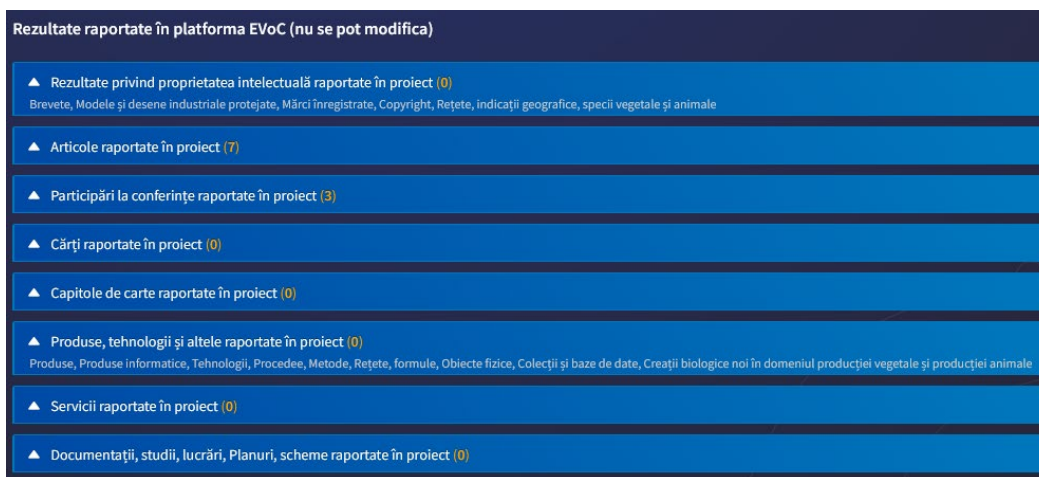 Rezultate raportate în platforma EVoC (nu se pot modifica)
Rezultate privind proprietatea intelectuală raportate în proiect (0)
Brevete, Modele și desene industriale protejate, Mărci înregistrate, Copyright, Rețete, indicații geografice, specii vegetale și animale
Articole raportate în proiect (7)
Participări la conferințe raportate în proiect (3)
Cărți raportate în proiect (0)
Capitole de carte raportate în proiect (0)
Produse, tehnologii și altele raportate în proiect (0)
Produse, Produse informatice, Tehnologii, Procedee, Metode, Rețete, formule, Obiecte fizice, Colecții și baze de date, Creații biologice noi în domeniul producției vegetale și producției animale
Servicii raportate în proiect (0)
Documentații, studii, lucrări, Planuri, scheme raportate în proiect (0)